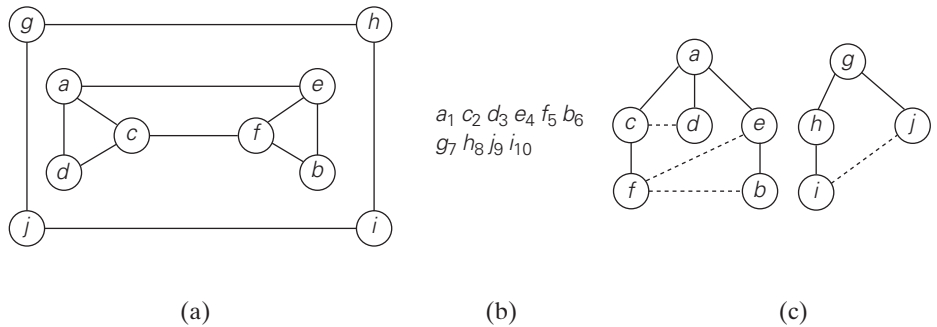 g h
a e
c f
d b
j i
(a)
a₁ c₂ d₃ e₄ f₅ b₆
g₇ h₈ j₉ i₁₀
(b)
a
c d e
f b
g
h j
i
(c)